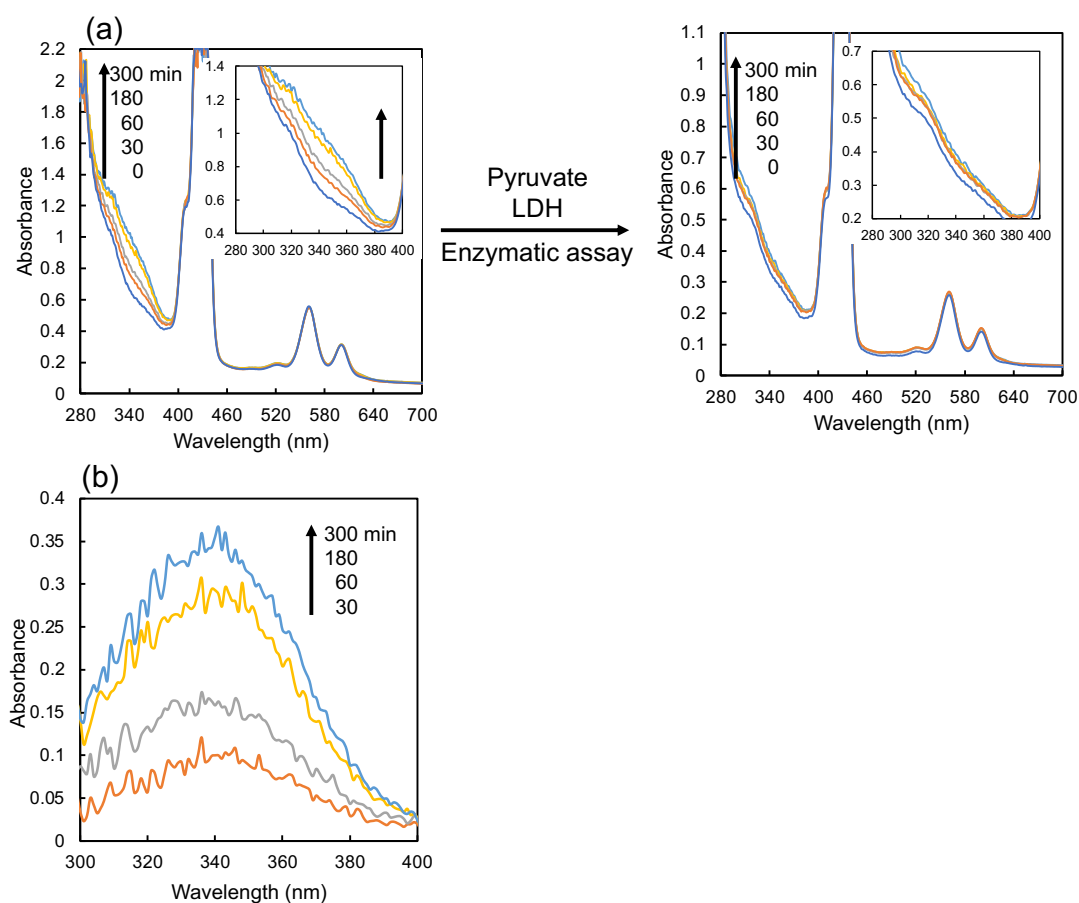 (a)
Absorbance
2.2
2
1.8
1.6
1.4
1.2
1
0.8
0.6
0.4
0.2
0
300 min
180
60
30
0
1.4
1.2
1
0.8
0.6
0.4
280 300 320 340 360 380 400
280 340 400 460 520 580 640 700
Wavelength (nm)
Pyruvate
LDH
Enzymatic assay
Absorbance
1.1
1
0.9
0.8
0.7
0.6
0.5
0.4
0.3
0.2
0.1
0
300 min
180
60
30
0
0.7
0.6
0.5
0.4
0.3
0.2
280 300 320 340 360 380 400
280 340 400 460 520 580 640 700
Wavelength (nm)
(b)
Absorbance
0.4
0.35
0.3
0.25
0.2
0.15
0.1
0.05
0
300 min
180
60
30
300 320 340 360 380 400
Wavelength (nm)